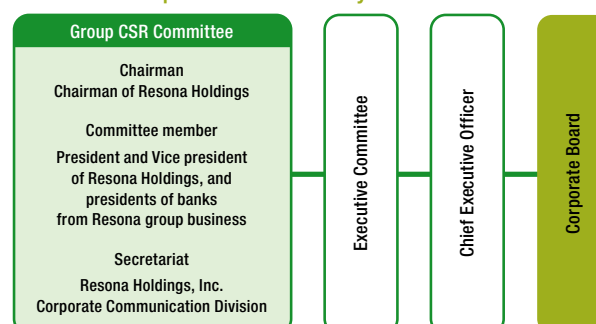 Group CSR Committee
Chairman
Chairman of Resona Holdings
Committee member
President and Vice president
of Resona Holdings, and
presidents of banks
from Resona group business
Secretariat
Resona Holdings, Inc.
Corporate Communication Division
Executive Committee
Chief Executive Officer
Corporate Board